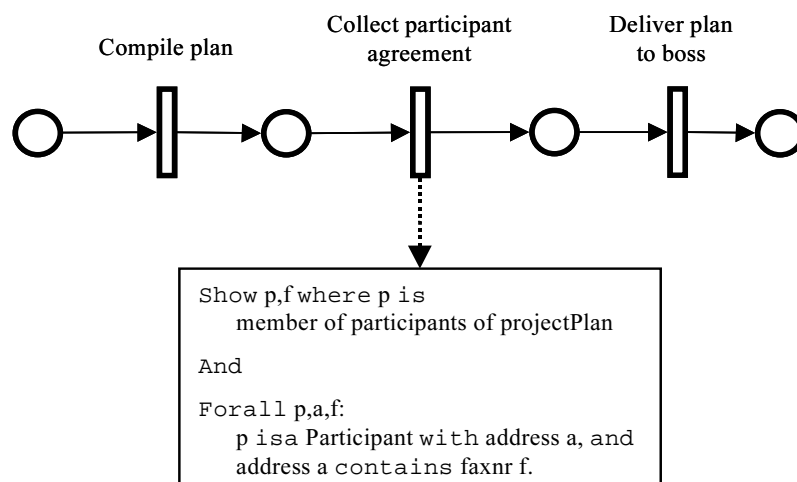 Compile plan
Collect participant
agreement
Deliver plan
to boss
Show p,f where p is
member of participants of projectPlan
And
Forall p,a,f:
p isa Participant with address a, and
address a contains faxnr f.